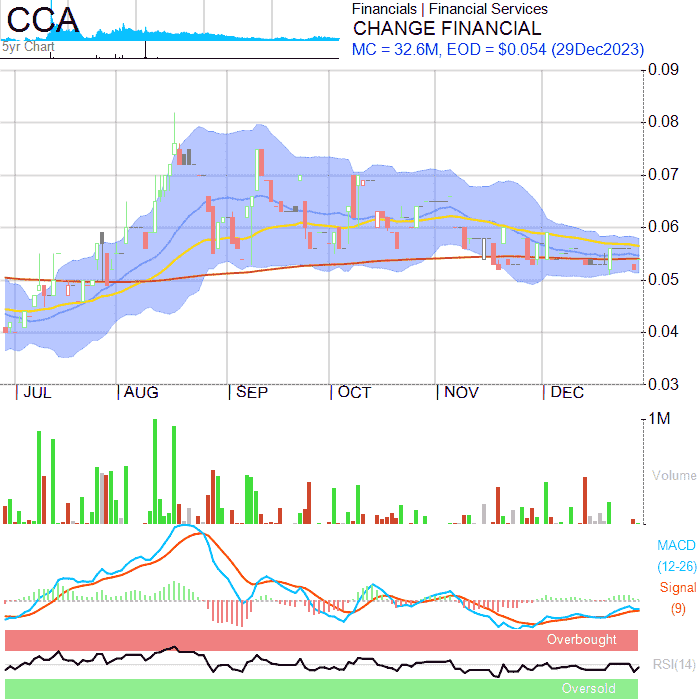 CCA
5yr Chart
Financials | Financial Services
CHANGE FINANCIAL
MC = 32.6M, EOD = $0.054 (29Dec2023)
0.09
0.08
0.07
0.06
0.05
0.04
0.03
JUL AUG SEP OCT NOV DEC
1M
Volume
MACD
(12-26)
Signal
(9)
Overbought
RSI(14)
Oversold